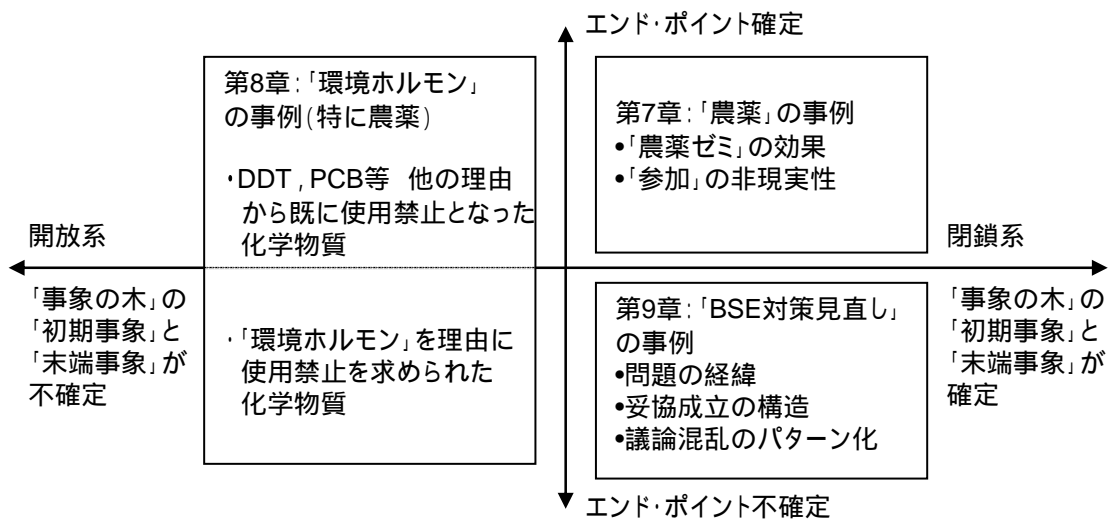 エンド・ポイント確定
第8章:「環境ホルモン」
の事例(特に農薬)
・DDT,PCB等 他の理由
から既に使用禁止となった
化学物質
第7章:「農薬」の事例
•「農薬ゼミ」の効果
•「参加」の非現実性
開放系
閉鎖系
「事象の木」の
「初期事象」と
「末端事象」が
不確定
・「環境ホルモン」を理由に
使用禁止を求められた
化学物質
第9章:「BSE対策見直し」
の事例
•問題の経緯
•妥協成立の構造
•議論混乱のパターン化
「事象の木」の
「初期事象」と
「末端事象」が
確定
エンド・ポイント不確定